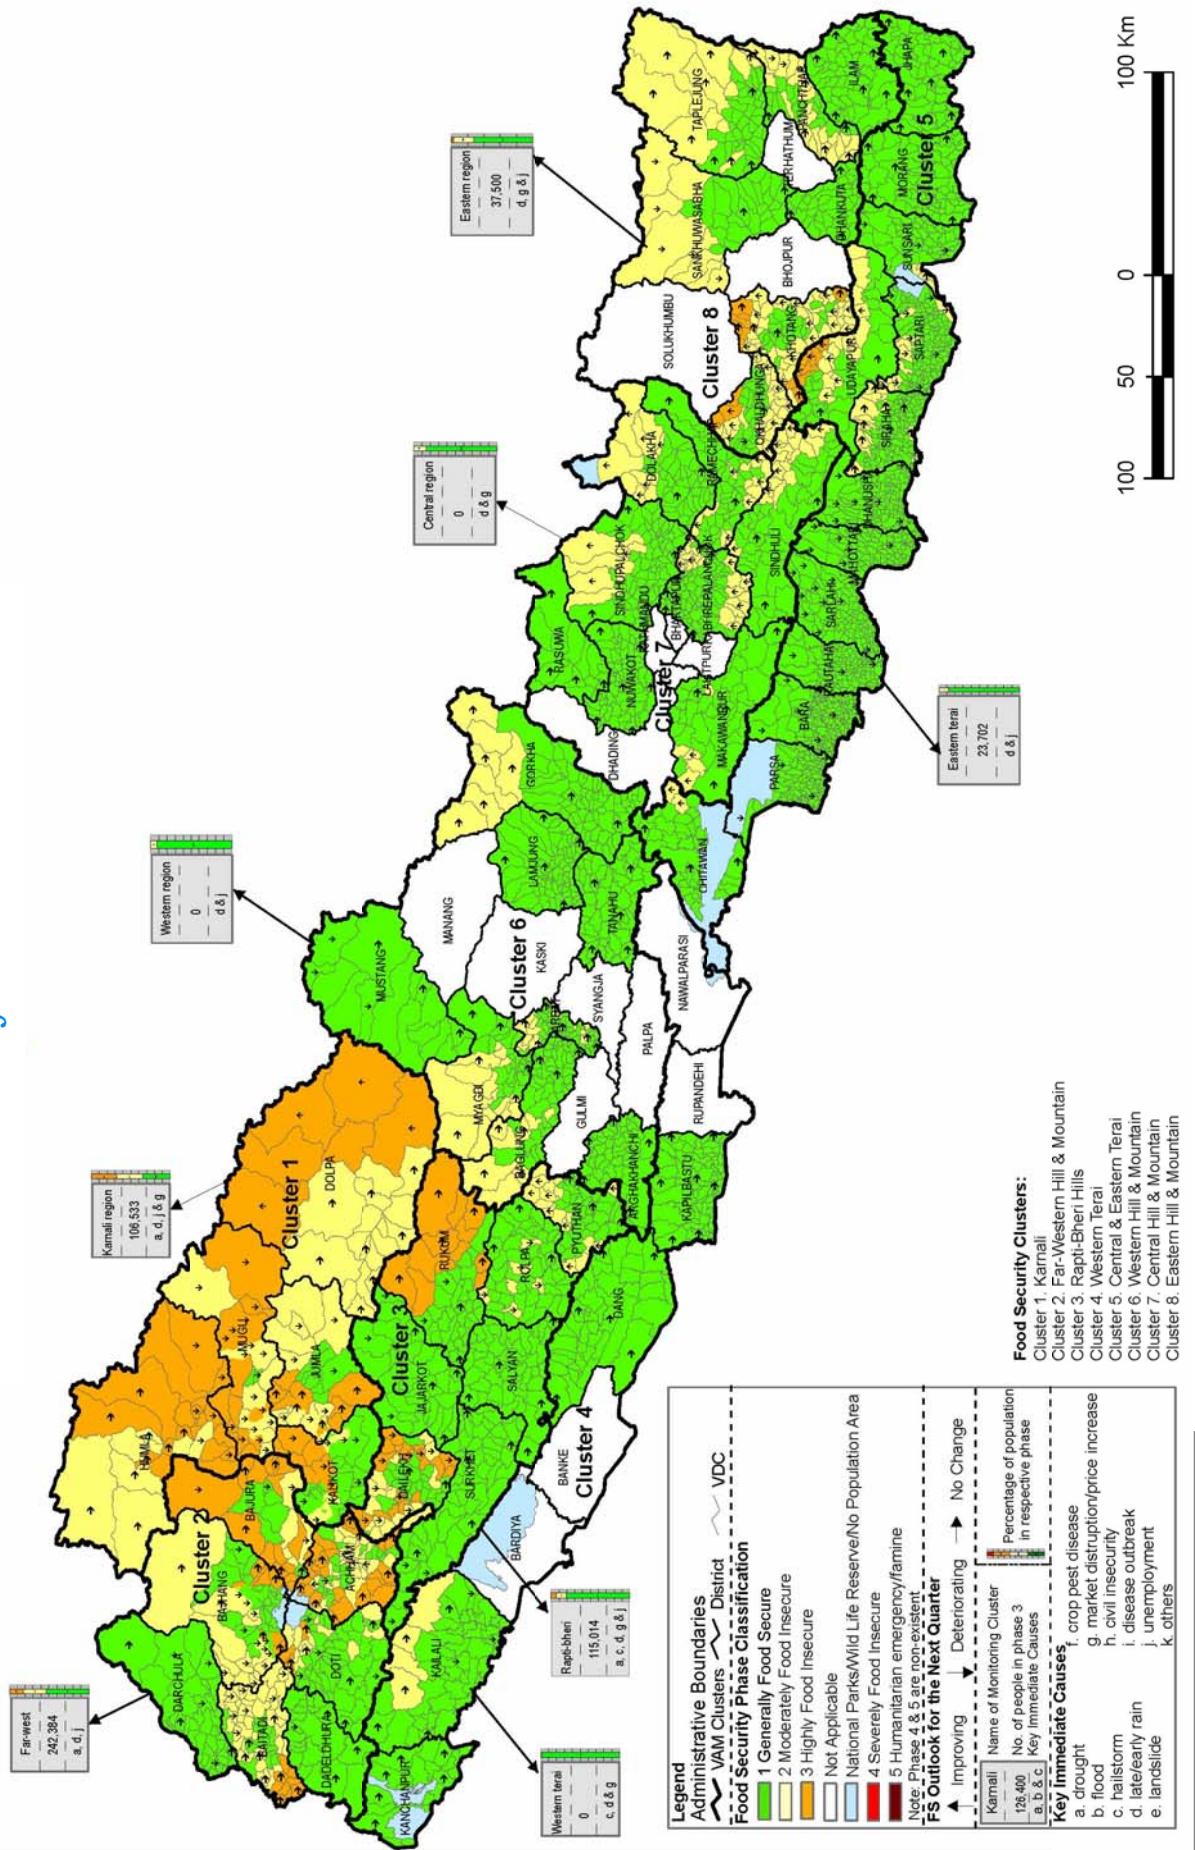 Far-west
242,384
a, d, j
Karnali region
106,533
a, d, j & g
Western region
0
d & j
Central region
0
d & g
Eastern region
37,500
d, g & j
Western terai
0
c, d & g
Rapti-bheri
115,014
a, c, d, g & j
Eastern terai
23,702
d & j
Cluster 1
Cluster 2
Cluster 3
Cluster 4
Cluster 5
Cluster 6
Cluster 7
Cluster 8
DARCHULA
BAJHANG
BAITADI
DADELDHURA
DOTI
KANCHANPUR
KAILALI
ACHHAM
BAJURA
HUMLA
MUGU
JUMLA
KALIKOT
DOLPA
DAILEKH
JAJARKOT
RUKUM
SURKHET
SALYAN
ROLPA
PYUTHAN
BARDIYA
BANKE
DANG
MUSTANG
MYAGDI
BAGLUNG
GULMI
ARGHAKHANCHI
KAPILBASTU
RUPANDEHI
PALPA
SYANGJA
KASKI
MANANG
LAMJUNG
TANAHU
GORKHA
NAWALPARASI
CHITAWAN
DHADING
RASUWA
NUWAKOT
MAKAWANPUR
PARSA
BARA
RAUTAHAT
SARLAHI
MAHOTTARI
DHANUSHA
SINDHUPALCHOK
BHAKTAPUR
SINDHULI
DOLAKHA
OKHALDHUNGA
SOLUKHUMBU
KHOTANG
UDAYAPUR
SIRAHA
SAPTARI
SUNSARI
MORANG
JHAPA
ILAM
PANCHTHAR
TERHATHUM
DHANKUTA
BHOJPUR
SANKHUWASABHA
TAPLEJUNG
100 50 0 100 Km
Legend
Administrative Boundaries
VAM Clusters District VDC
Food Security Phase Classification
1 Generally Food Secure
2 Moderately Food Insecure
3 Highly Food Insecure
Not Applicable
National Parks/Wild Life Reserve/No Population Area
4 Severely Food Insecure
5 Humanitarian emergency/famine
Note: Phase 4 & 5 are non-existent
FS Outlook for the Next Quarter
Improving Deteriorating No Change
Karnali
126,400
a, b & c
Name of Monitoring Cluster
No. of people in phase 3
Key Immediate Causes
Percentage of population
in respective phase
Key Immediate Causes
a. drought
b. flood
c. hailstorm
d. late/early rain
e. landslide
f. crop pest disease
g. market distruption/price increase
h. civil insecurity
i. disease outbreak
j. unemployment
k. others
Food Security Clusters:
Cluster 1. Karnali
Cluster 2. Far-Western Hill & Mountain
Cluster 3. Rapti-Bheri Hills
Cluster 4. Western Terai
Cluster 5. Central & Eastern Terai
Cluster 6. Western Hill & Mountain
Cluster 7. Central Hill & Mountain
Cluster 8. Eastern Hill & Mountain